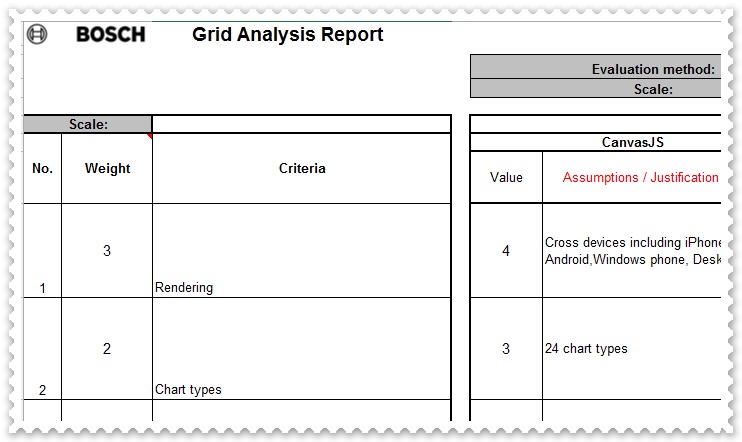 BOSCH Grid Analysis Report
Evaluation method:
Scale:
Scale:
CanvasJS
No. Weight Criteria Value Assumptions / Justification
3 4 Cross devices including iPhone
Android,Windows phone, Desk
1 Rendering
2 3 24 chart types
2 Chart types